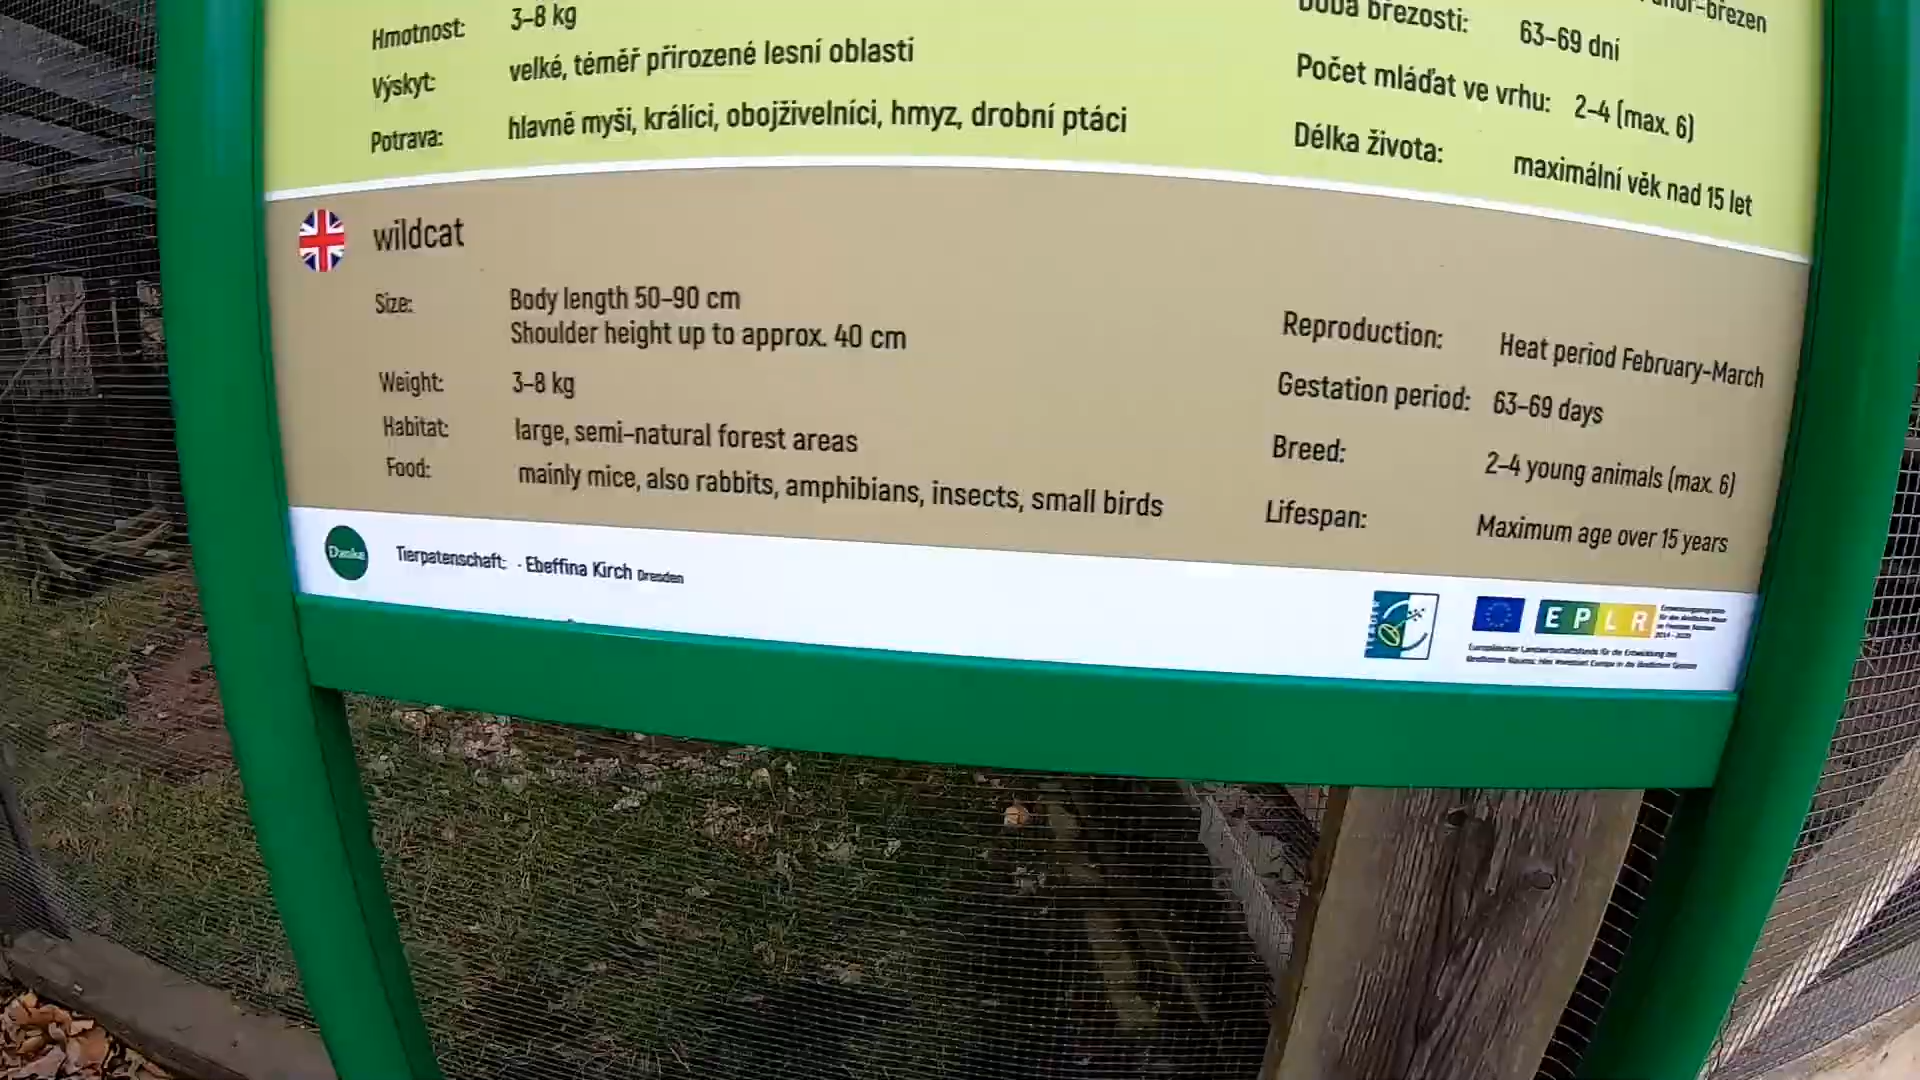 Hmotnost: 3–8 kg
Výskyt: velké, téměř přirozené lesní oblasti
Potrava: hlavně myši, králíci, obojživelníci, hmyz, drobní ptáci
březosti: 63–69 dní
Počet mláďat ve vrhu: 2–4 (max. 6)
Délka života: maximální věk nad 15 let
wildcat
Size: Body length 50–90 cm
Shoulder height up to approx. 40 cm
Weight: 3–8 kg
Habitat: large, semi-natural forest areas
Food: mainly mice, also rabbits, amphibians, insects, small birds
Reproduction: Heat period February–March
Gestation period: 63–69 days
Breed: 2–4 young animals (max. 6)
Lifespan: Maximum age over 15 years
Danke
Tierpatenschaft: - Ebeffina Kirch Dresden
LEADER
EPLR